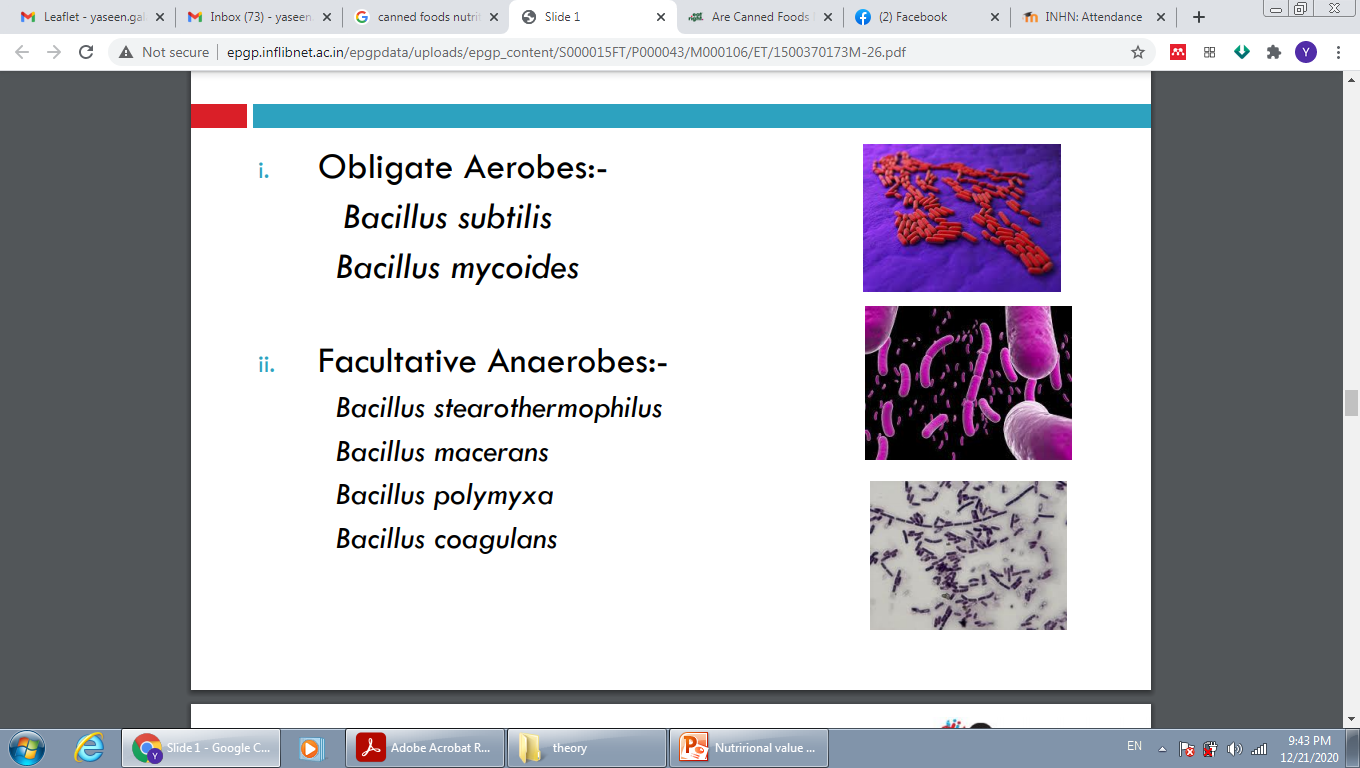 Leaflet - yaseen.gal
Inbox (73) - yaseen.
canned foods nutrit
Slide 1
Are Canned Foods
(2) Facebook
INHN: Attendance
Not secure | epgp.inflibnet.ac.in/epgpdata/uploads/epgp_content/S000015FT/P000043/M000106/ET/1500370173M-26.pdf
Y
i. Obligate Aerobes:-
Bacillus subtilis
Bacillus mycoides
ii. Facultative Anaerobes:-
Bacillus stearothermophilus
Bacillus macerans
Bacillus polymyxa
Bacillus coagulans
Slide 1 - Google C...
Adobe Acrobat R...
theory
Nutrirional value ...
EN
9:43 PM
12/21/2020